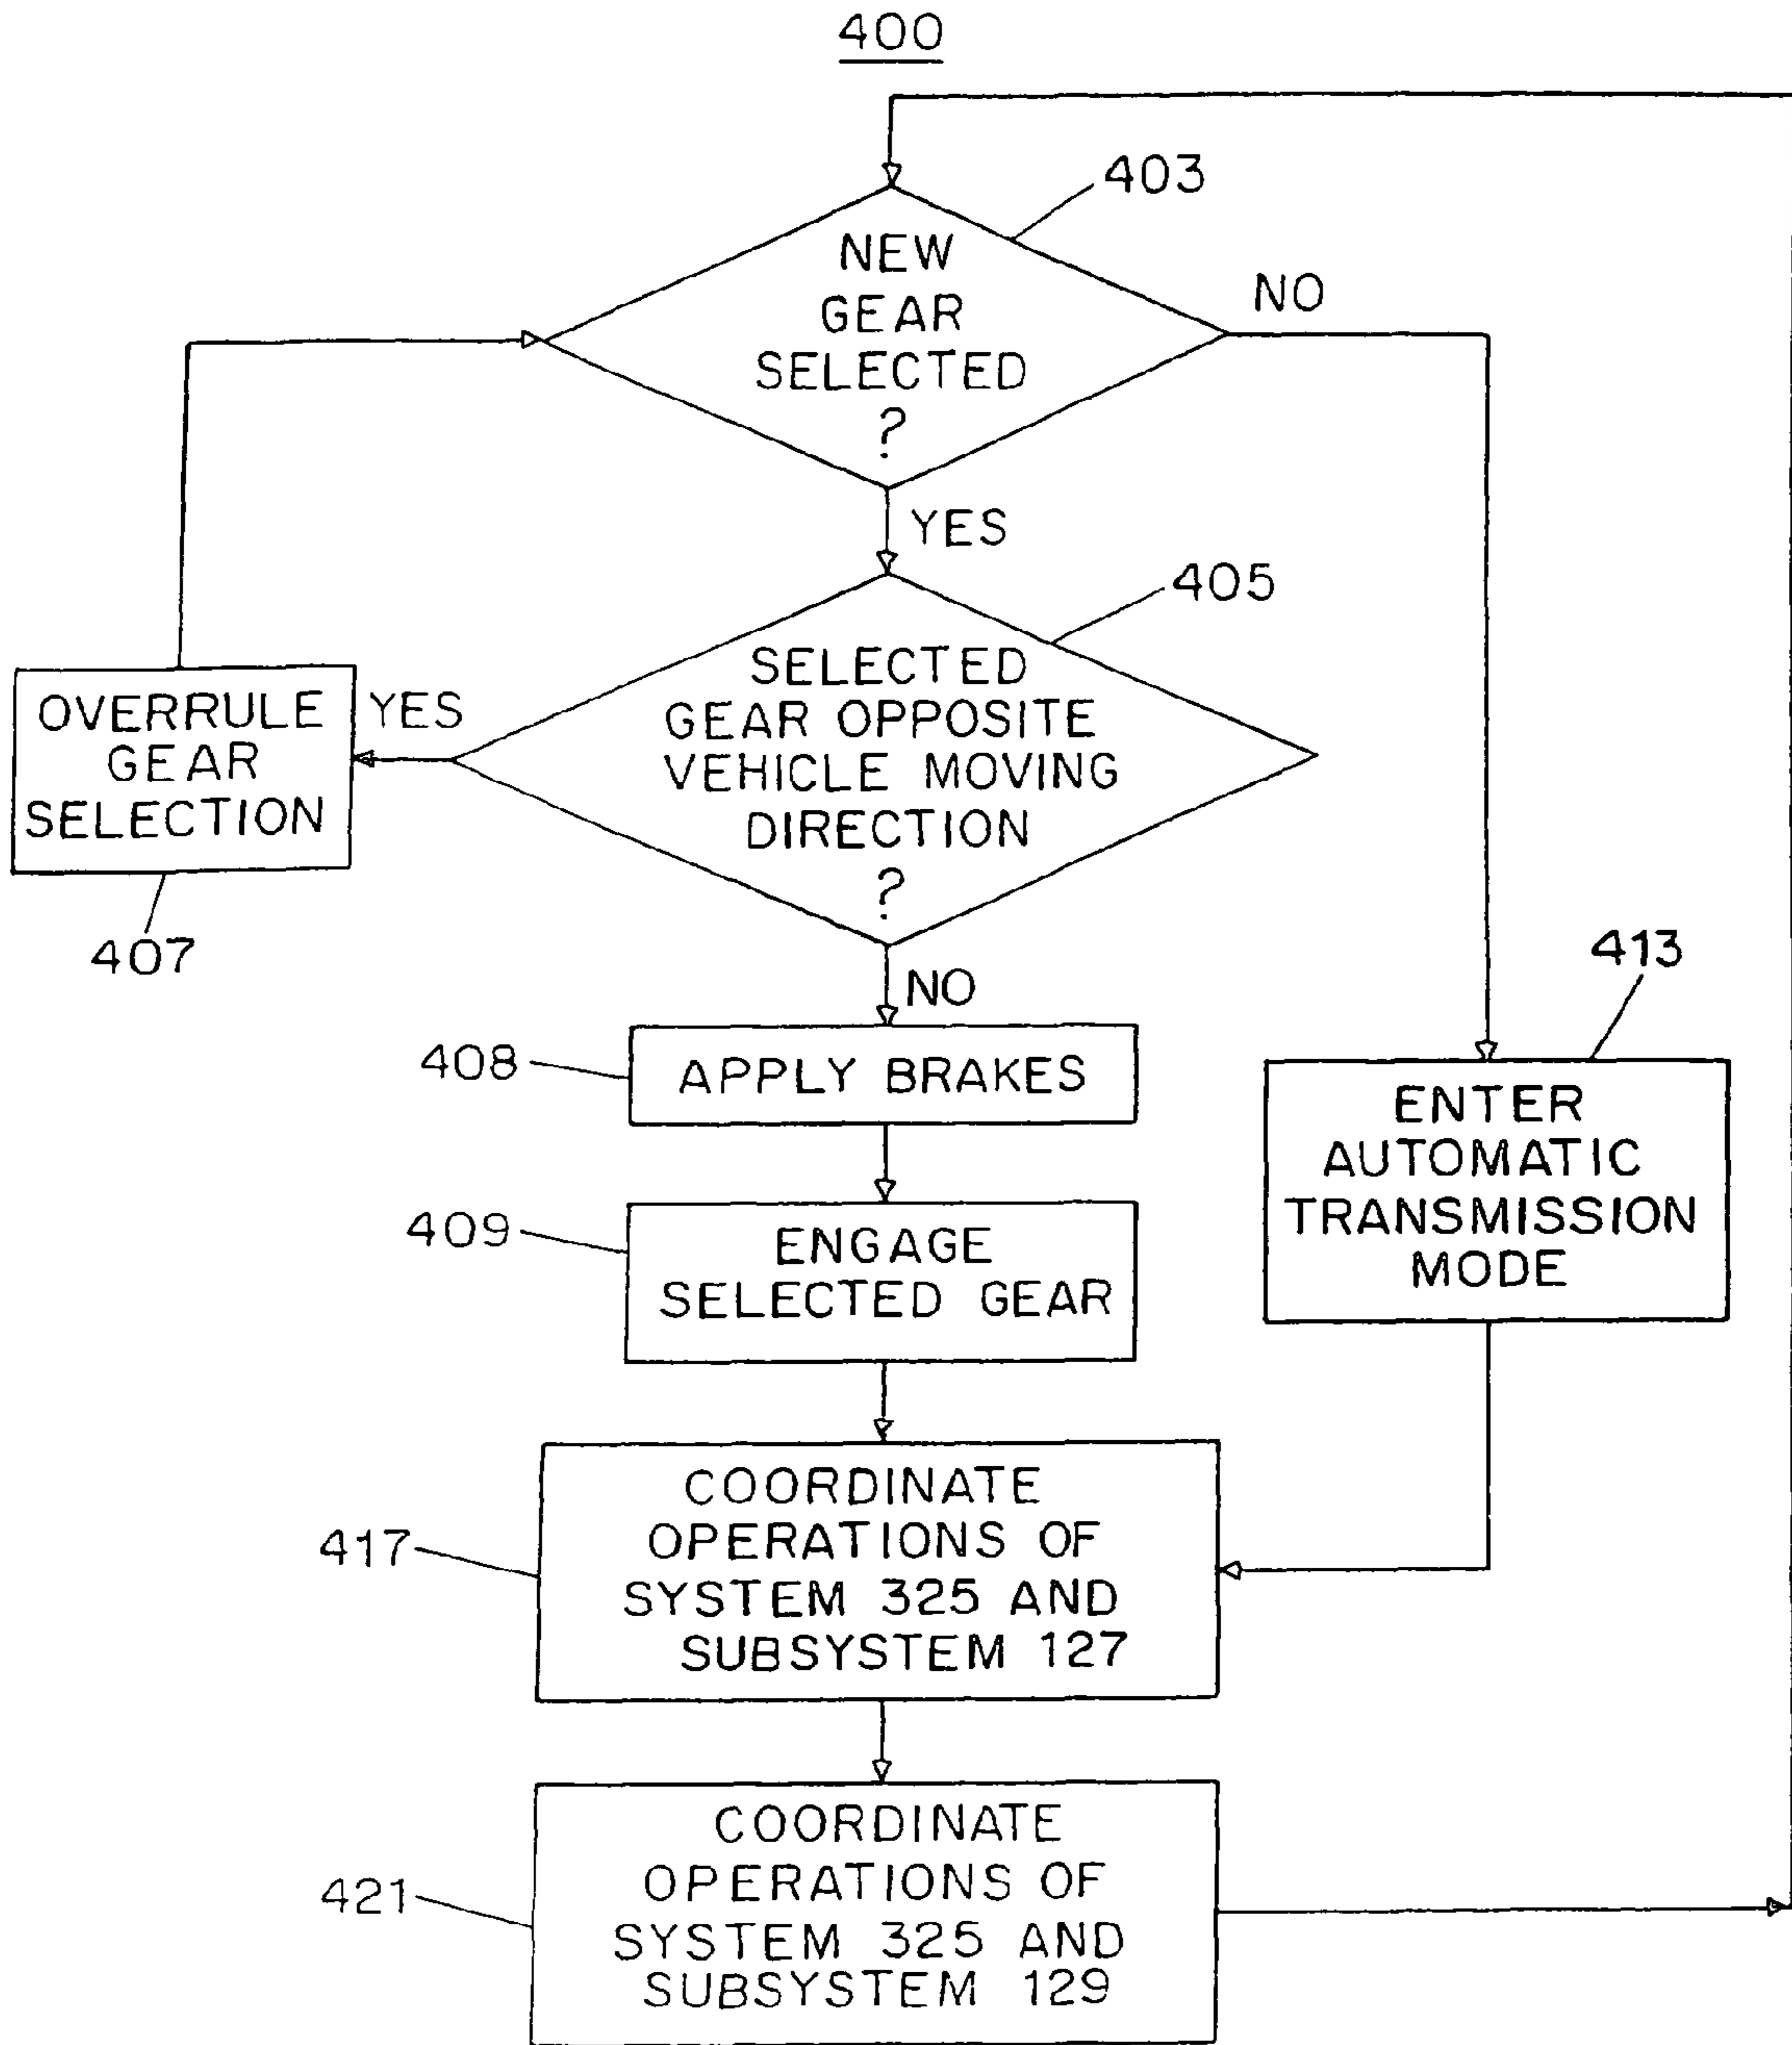 400
403
NEW
GEAR
SELECTED
?
NO
YES
405
SELECTED
GEAR OPPOSITE
VEHICLE MOVING
DIRECTION
?
YES
OVERRULE
GEAR
SELECTION
407
NO
408
APPLY BRAKES
413
ENTER
AUTOMATIC
TRANSMISSION
MODE
409
ENGAGE
SELECTED GEAR
417
COORDINATE
OPERATIONS OF
SYSTEM 325 AND
SUBSYSTEM 127
421
COORDINATE
OPERATIONS OF
SYSTEM 325 AND
SUBSYSTEM 129